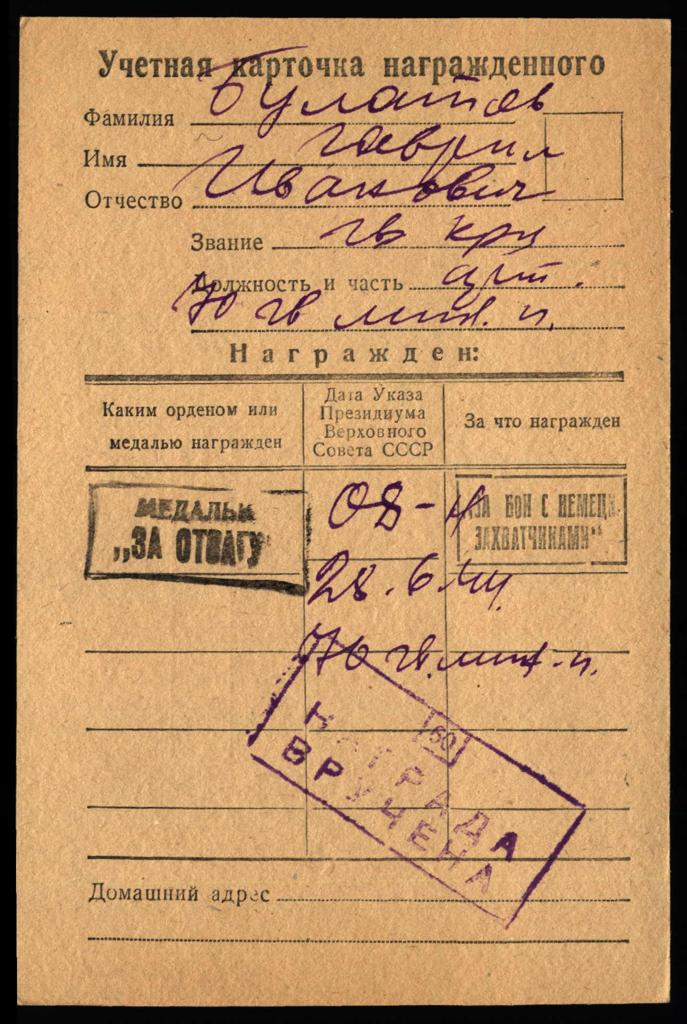 Учетная карточка награжденного
Фамилия Булатов
Имя Гаврил
Отчество Иванович
Звание гв кр-ц
Должность и часть арт.
70 гв мин. п.
Награжден:
Каким орденом или медалью награжден
Дата Указа Президиума Верховного Совета СССР
За что награжден
МЕДАЛЬЮ
„ЗА ОТВАГУ"
08-н
„ЗА БОИ С НЕМЕЦК.
ЗАХВАТЧИКАМИ"
28.6.44
70 гв. мин. п.
60
НАГРАДА
ВРУЧЕНА
Домашний адрес